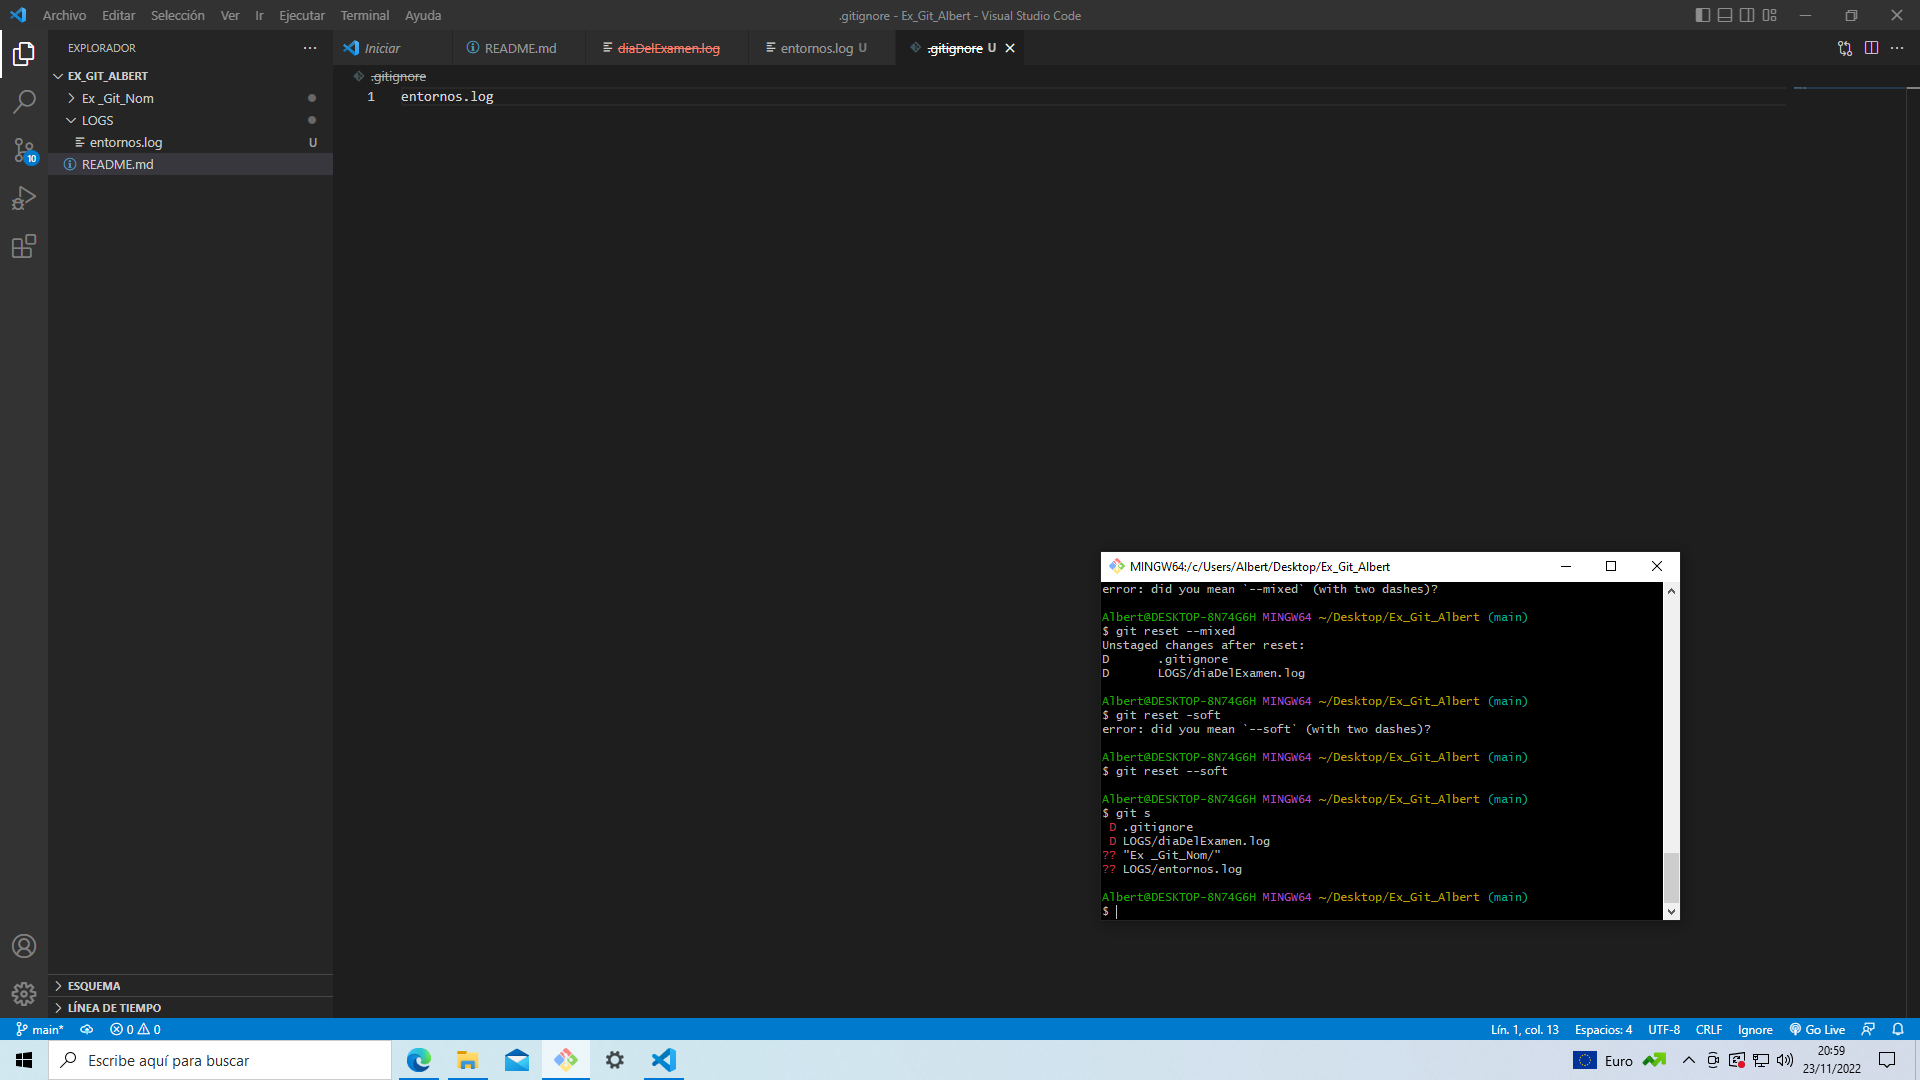 Archivo Editar Selección Ver Ir Ejecutar Terminal Ayuda
.gitignore - Ex_Git_Albert - Visual Studio Code
EXPLORADOR
Iniciar
README.md
diaDelExamen.log
entornos.log U
.gitignore U
EX_GIT_ALBERT
Ex _Git_Nom
LOGS
entornos.log U
README.md
.gitignore
1 entornos.log
10
MINGW64:/c/Users/Albert/Desktop/Ex_Git_Albert
error: did you mean `--mixed` (with two dashes)?
Albert@DESKTOP-8N74G6H MINGW64 ~/Desktop/Ex_Git_Albert (main)
$ git reset --mixed
Unstaged changes after reset:
D .gitignore
D LOGS/diaDelExamen.log
Albert@DESKTOP-8N74G6H MINGW64 ~/Desktop/Ex_Git_Albert (main)
$ git reset -soft
error: did you mean `--soft` (with two dashes)?
Albert@DESKTOP-8N74G6H MINGW64 ~/Desktop/Ex_Git_Albert (main)
$ git reset --soft
Albert@DESKTOP-8N74G6H MINGW64 ~/Desktop/Ex_Git_Albert (main)
$ git s
D .gitignore
D LOGS/diaDelExamen.log
?? "Ex _Git_Nom/"
?? LOGS/entornos.log
Albert@DESKTOP-8N74G6H MINGW64 ~/Desktop/Ex_Git_Albert (main)
$
ESQUEMA
LÍNEA DE TIEMPO
main* 0 0
Lín. 1, col. 13 Espacios: 4 UTF-8 CRLF Ignore Go Live
Escribe aquí para buscar
Euro
20:59
23/11/2022